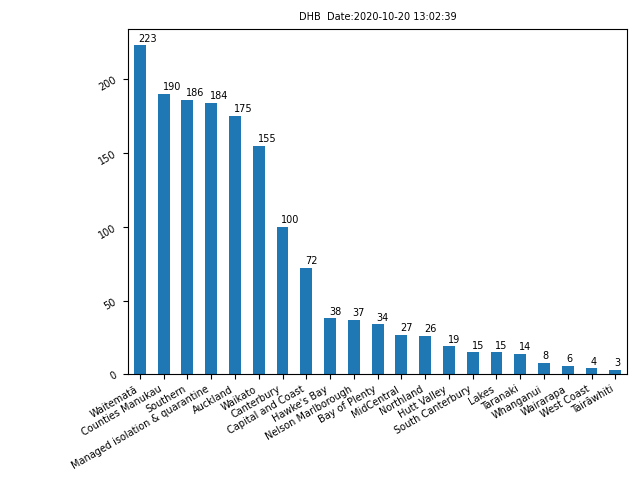 DHB  Date:2020-10-20 13:02:39
223
190
186
184
175
155
100
72
38
37
34
27
26
19
15
15
14
8
6
4
3
200
150
100
50
0
Waitematā
Counties Manukau
Southern
Managed isolation & quarantine
Auckland
Waikato
Canterbury
Capital and Coast
Hawke's Bay
Nelson Marlborough
Bay of Plenty
MidCentral
Northland
Hutt Valley
South Canterbury
Lakes
Taranaki
Whanganui
Wairarapa
West Coast
Tairāwhiti